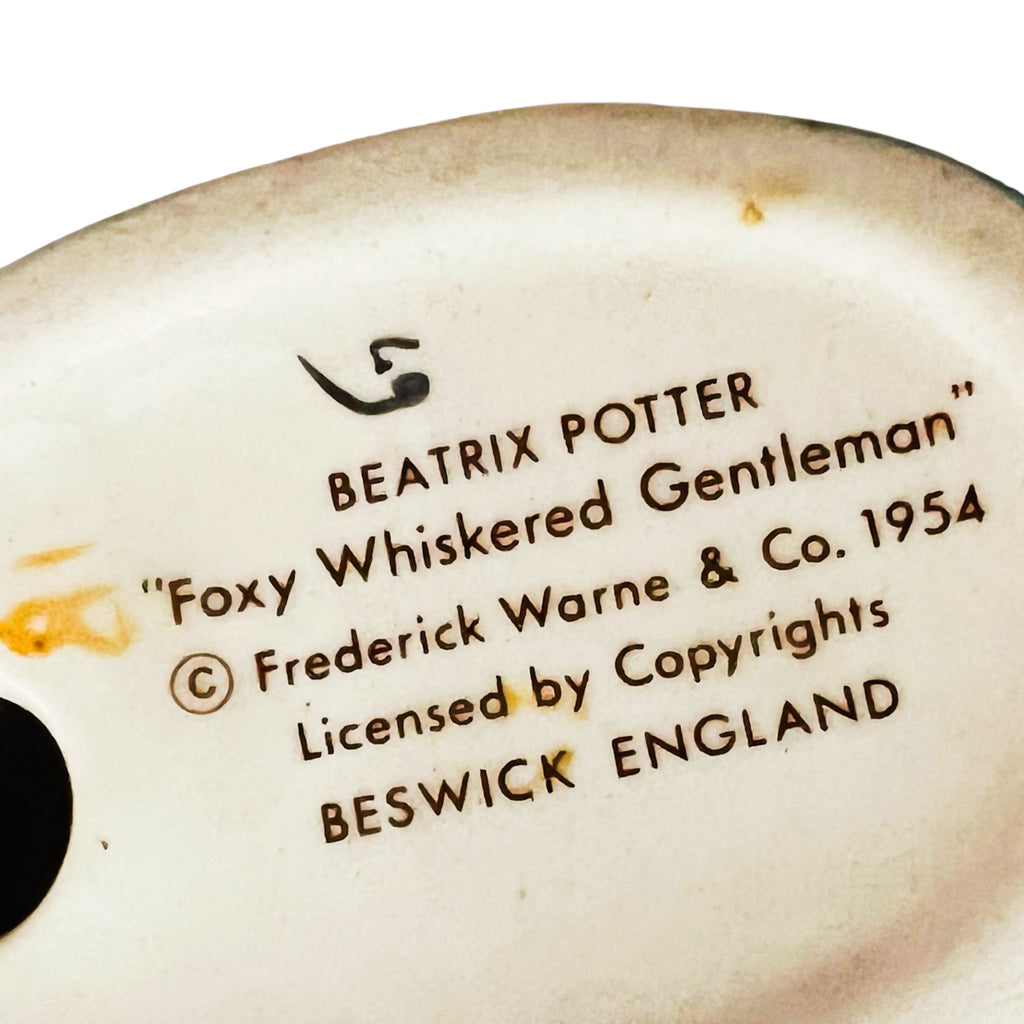 BEATRIX POTTER
"Foxy Whiskered Gentleman"
© Frederick Warne & Co. 1954
Licensed by Copyrights
BESWICK ENGLAND